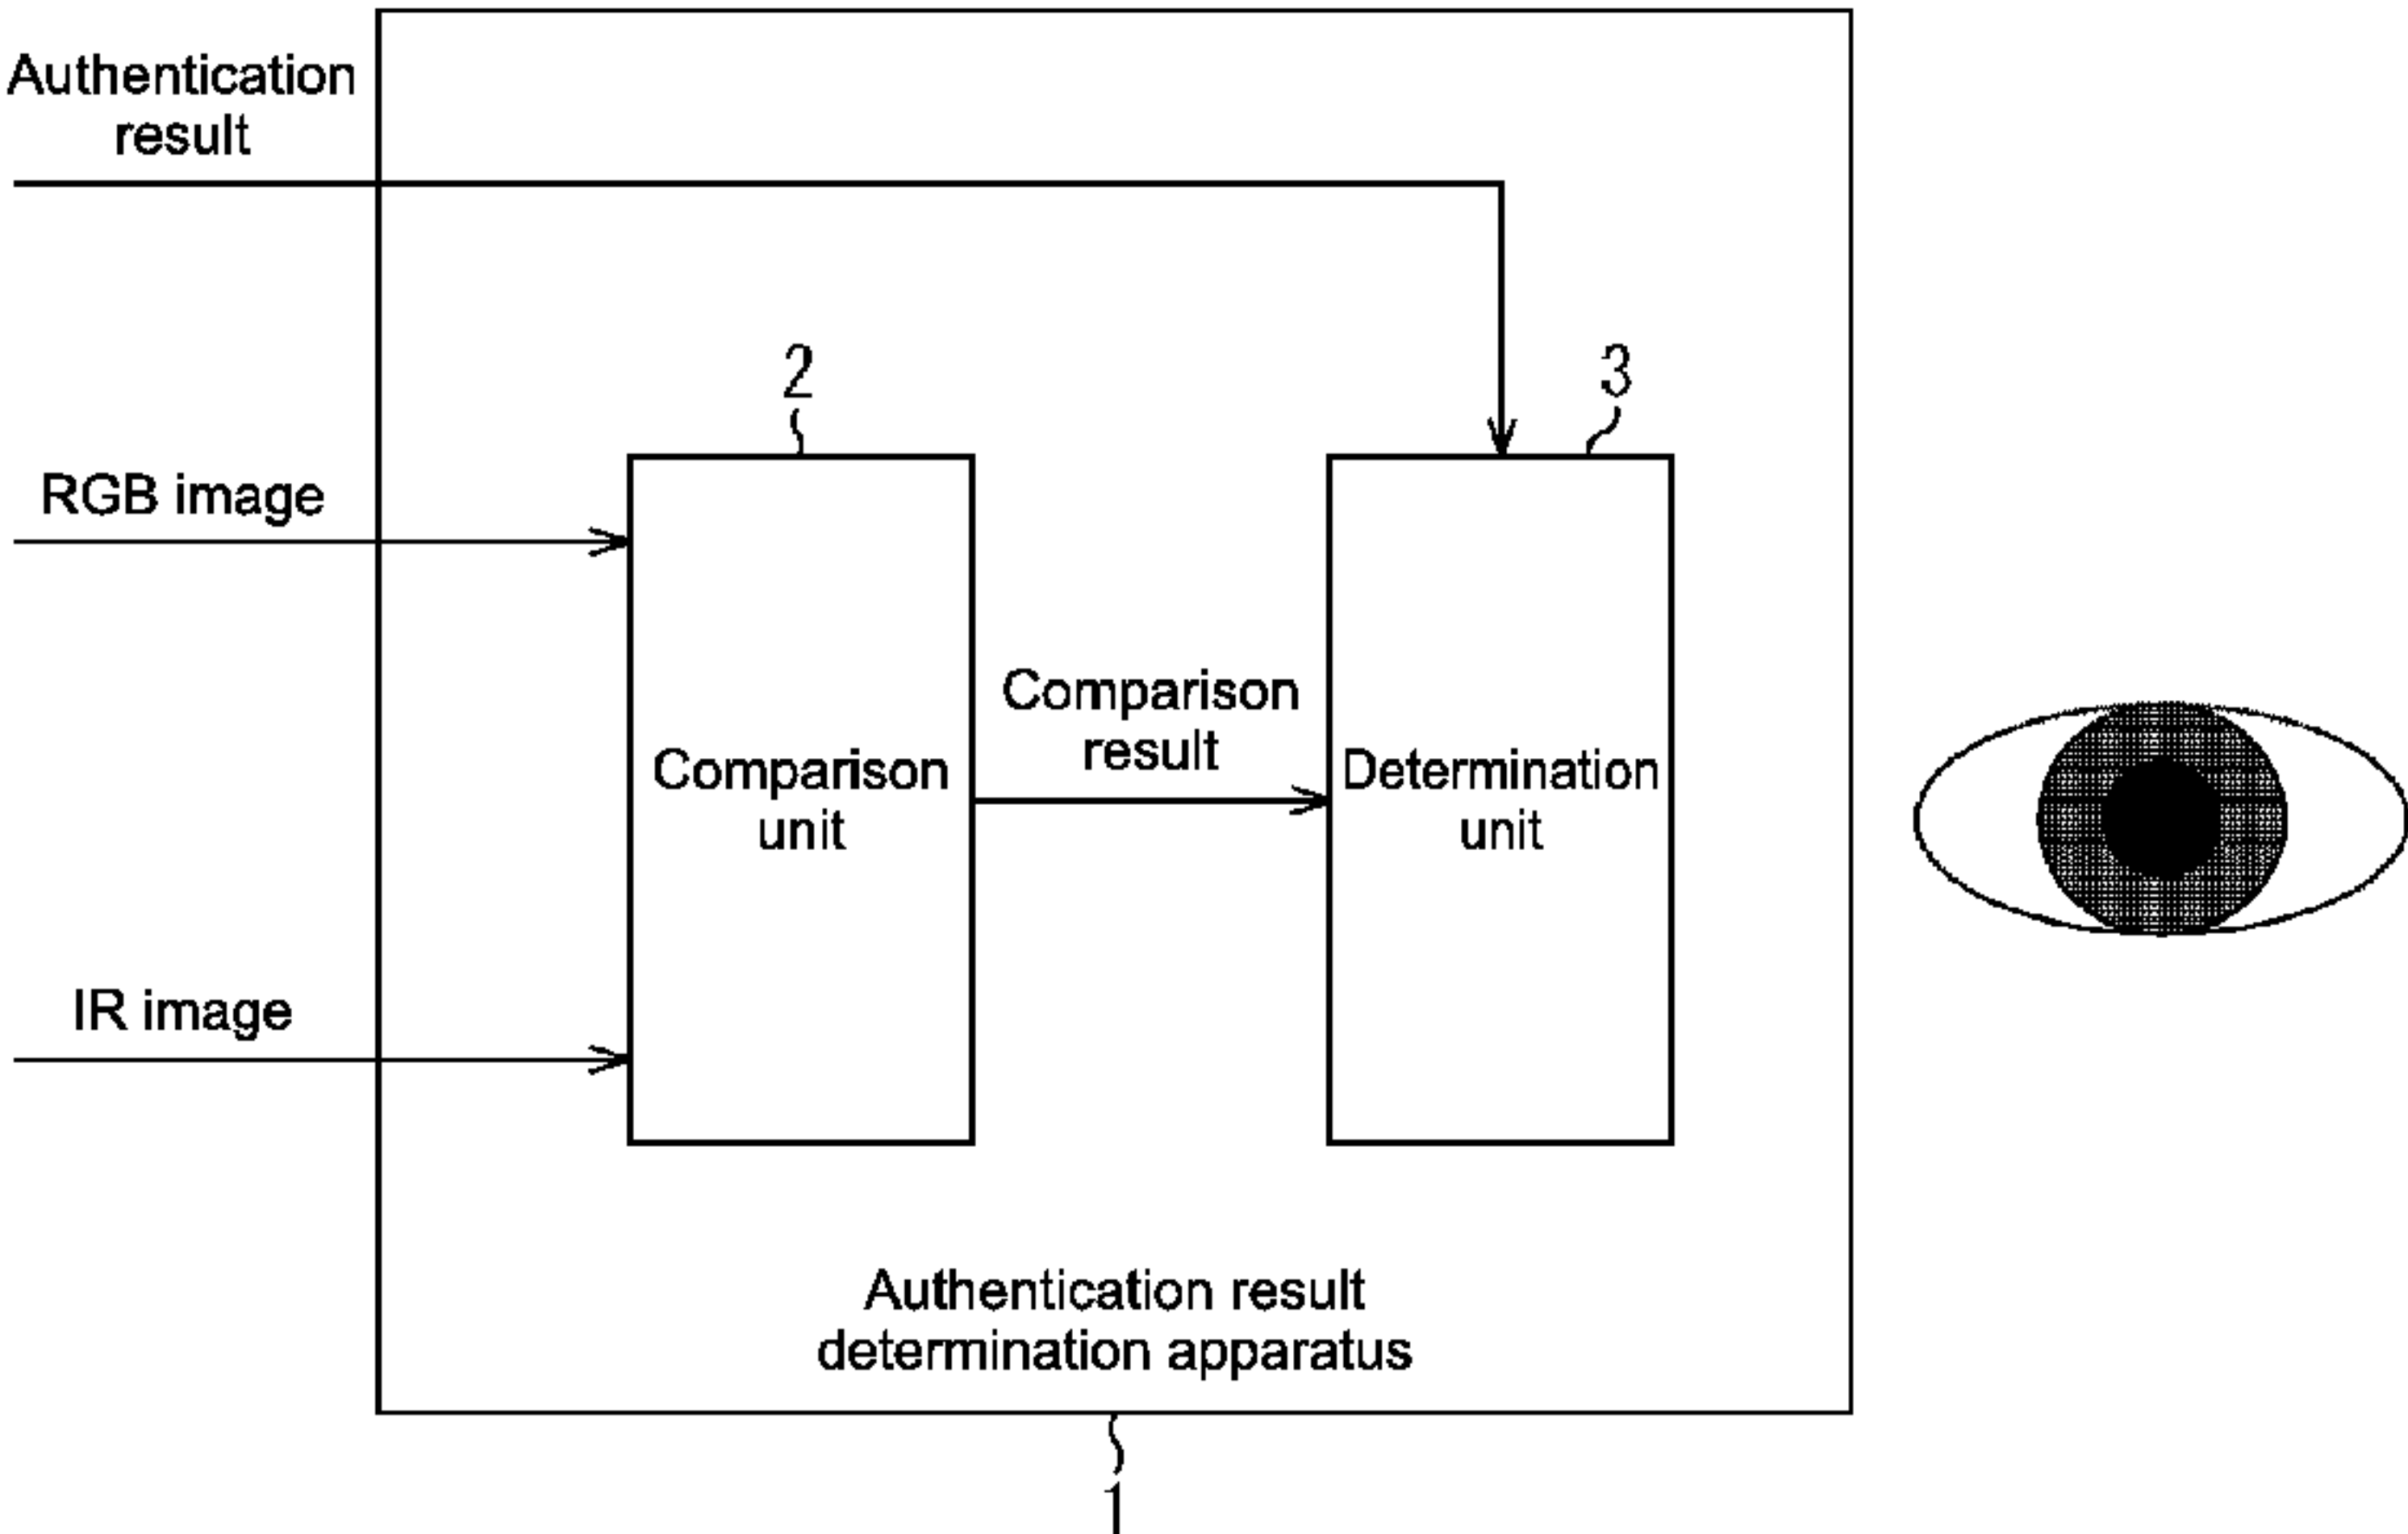 Authentication
result
2
3
RGB image
Comparison
result
Comparison
unit
Determination
unit
IR image
Authentication result
determination apparatus
1